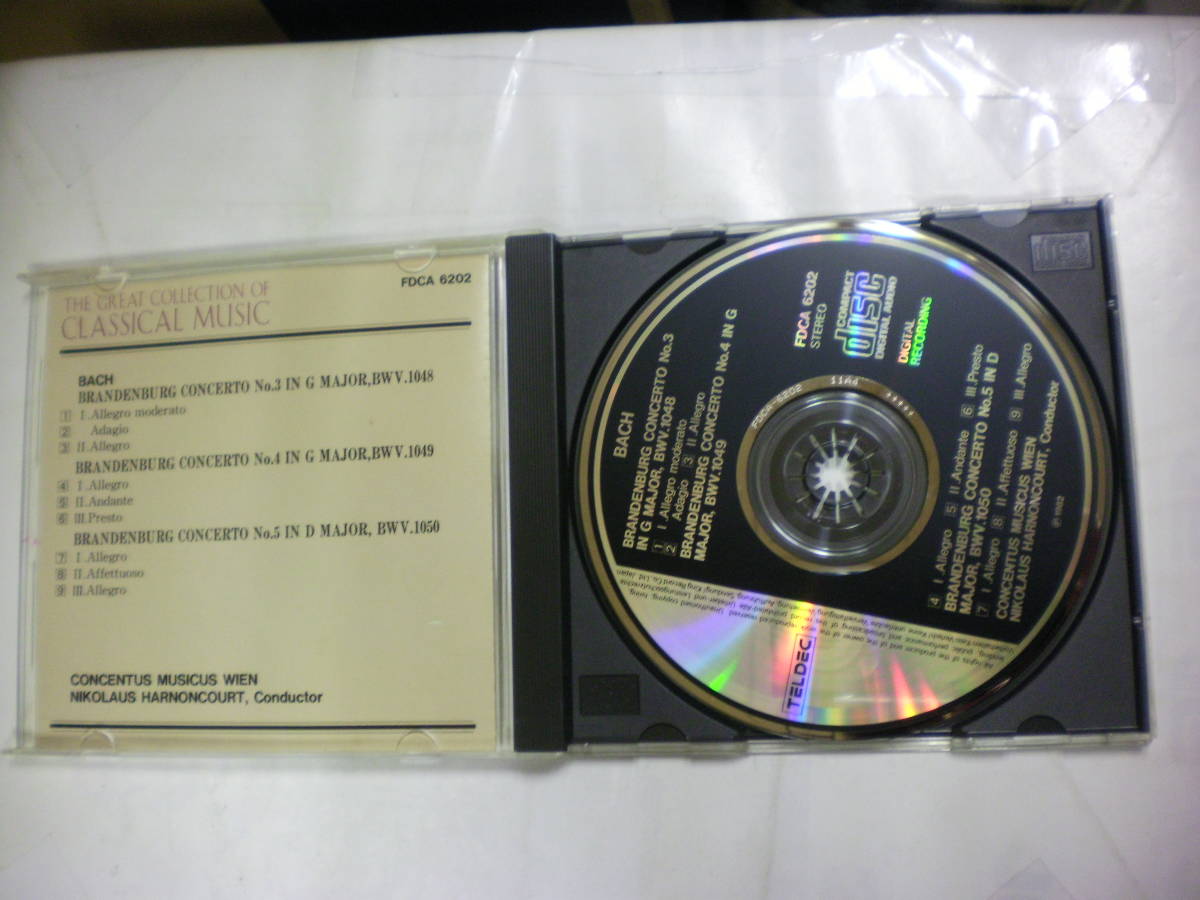 THE GREAT COLLECTION OF
CLASSICAL MUSIC
FDCA 6202
BACH
BRANDENBURG CONCERTO No.3 IN G MAJOR,BWV.1048
1 I.Allegro moderato
2 Adagio
3 II.Allegro
BRANDENBURG CONCERTO No.4 IN G MAJOR,BWV.1049
4 I.Allegro
5 II.Andante
6 III.Presto
BRANDENBURG CONCERTO No.5 IN D MAJOR, BWV.1050
7 I.Allegro
8 II.Affettuoso
9 III.Allegro
CONCENTUS MUSICUS WIEN
NIKOLAUS HARNONCOURT, Conductor
disc
FDCA 6202
STEREO
COMPACT
disc
DIGITAL AUDIO
DIGITAL
RECORDING
BACH
BRANDENBURG CONCERTO No.3
IN G MAJOR, BWV.1048
1 I.Allegro moderato
2 Adagio 3 II.Allegro
BRANDENBURG CONCERTO No.4 IN G
MAJOR, BWV.1049
4 I.Allegro 5 II.Andante 6 III.Presto
BRANDENBURG CONCERTO No.5 IN D
MAJOR, BWV.1050
7 I.Allegro 8 II.Affettuoso 9 III.Allegro
CONCENTUS MUSICUS WIEN
NIKOLAUS HARNONCOURT, Conductor
FDCA-6202
TELDEC